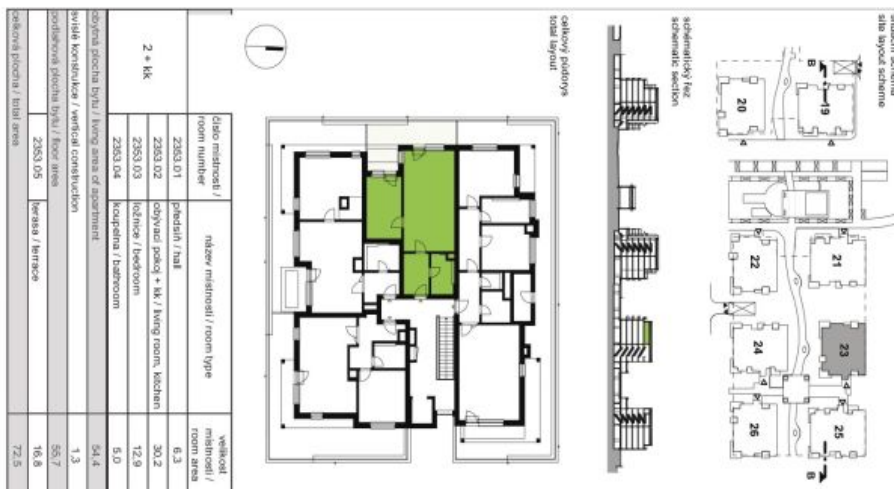 site layout scheme
B
19
20
21
22
23
24
25
26
B
schématický řez
schematic section
celkový půdorys
total layout
číslo místnosti /
room number
název místnosti / room type
velikost
místnosti /
room area
2 + kk
2353.01 předsíň / hall 6,3
2353.02 obývací pokoj + kk / living room, kitchen 30,2
2353.03 ložnice / bedroom 12,9
2353.04 koupelna / bathroom 5,0
obytná plocha bytu / living area of apartment 54,4
svislé konstrukce / vertical construction 1,3
podlahová plocha bytu / floor area 55,7
2353.05 terasa / terrace 16,8
celková plocha / total area 72,5